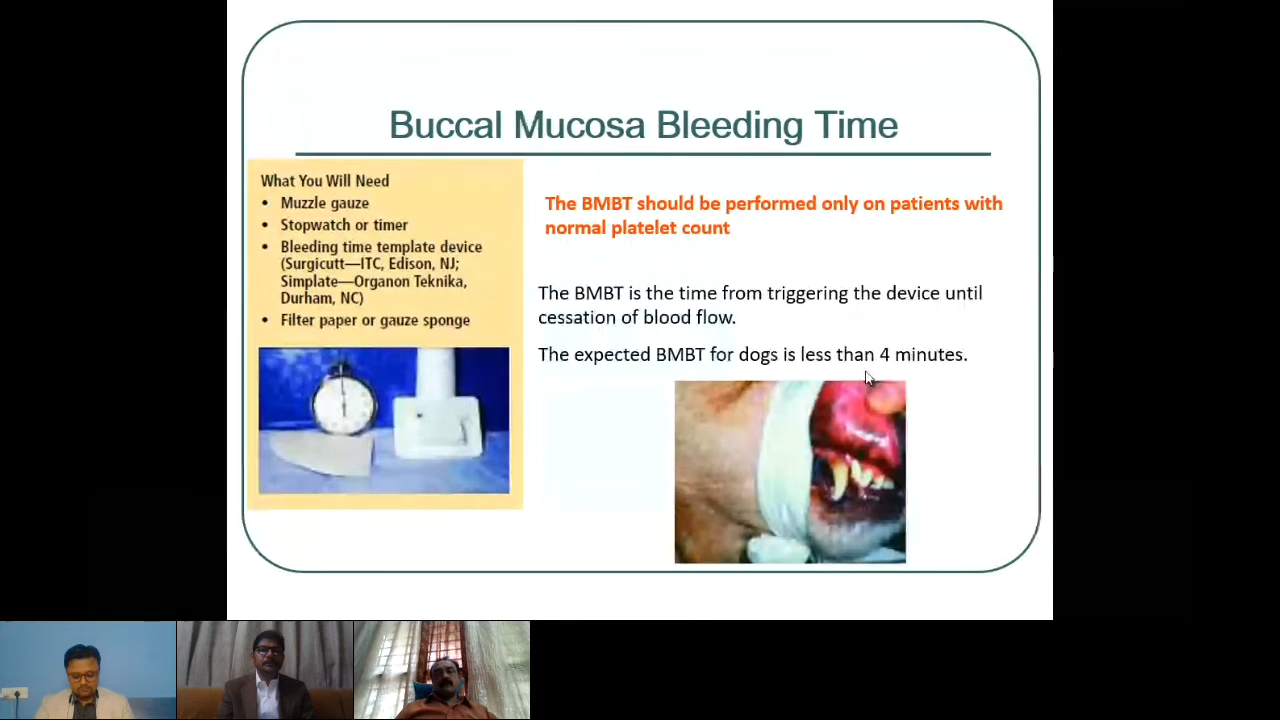 Buccal Mucosa Bleeding Time
What You Will Need
• Muzzle gauze
• Stopwatch or timer
• Bleeding time template device
(Surgicutt—ITC, Edison, NJ;
Simplate—Organon Teknika,
Durham, NC)
• Filter paper or gauze sponge
The BMBT should be performed only on patients with
normal platelet count
The BMBT is the time from triggering the device until
cessation of blood flow.
The expected BMBT for dogs is less than 4 minutes.